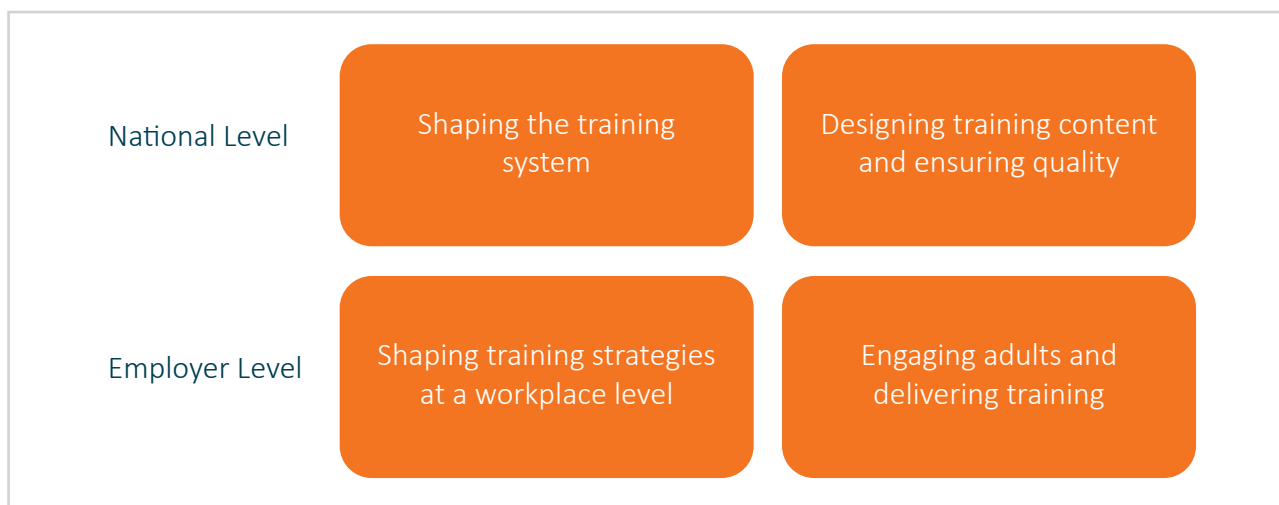 National Level
Shaping the training
system
Designing training content
and ensuring quality
Employer Level
Shaping training strategies
at a workplace level
Engaging adults and
delivering training